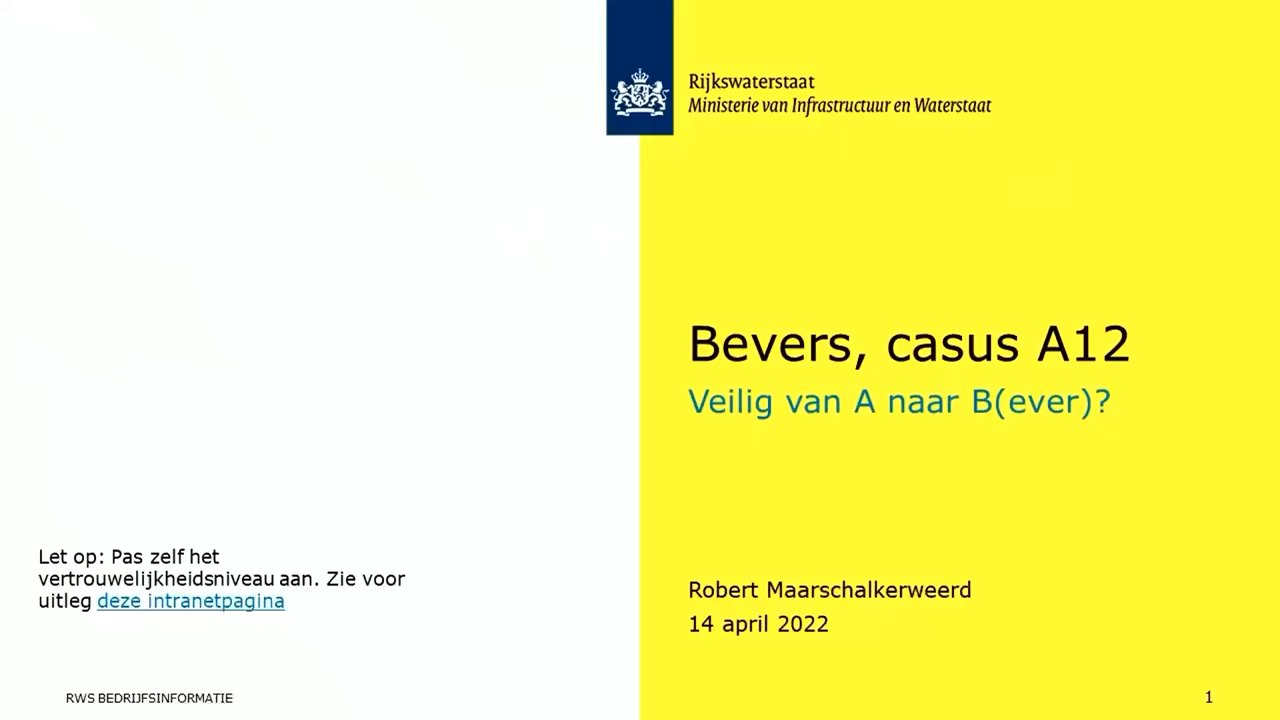 Rijkswaterstaat
Ministerie van Infrastructuur en Waterstaat
Bevers, casus A12
Veilig van A naar B(ever)?
Let op: Pas zelf het
vertrouwelijkheidsniveau aan. Zie voor
uitleg deze intranetpagina
Robert Maarschalkerweerd
14 april 2022
RWS BEDRIJFSINFORMATIE
1